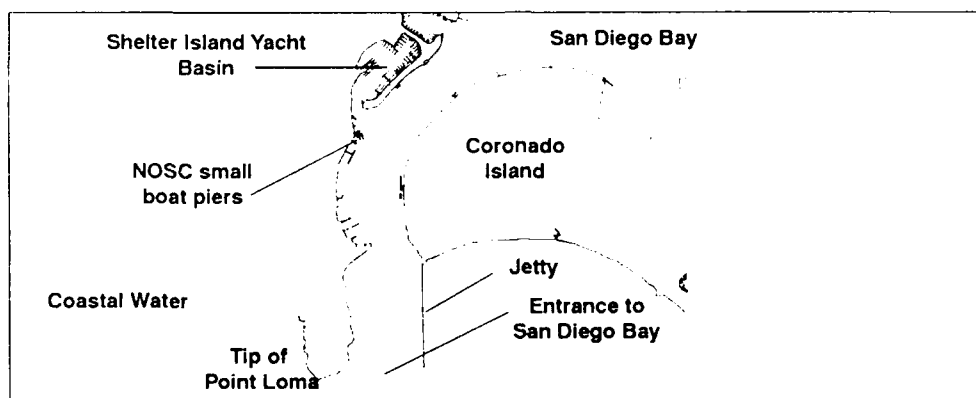 Shelter Island Yacht
Basin
San Diego Bay
Coronado
Island
NOSC small
boat piers
Jetty
Coastal Water
Entrance to
San Diego Bay
Tip of
Point Loma